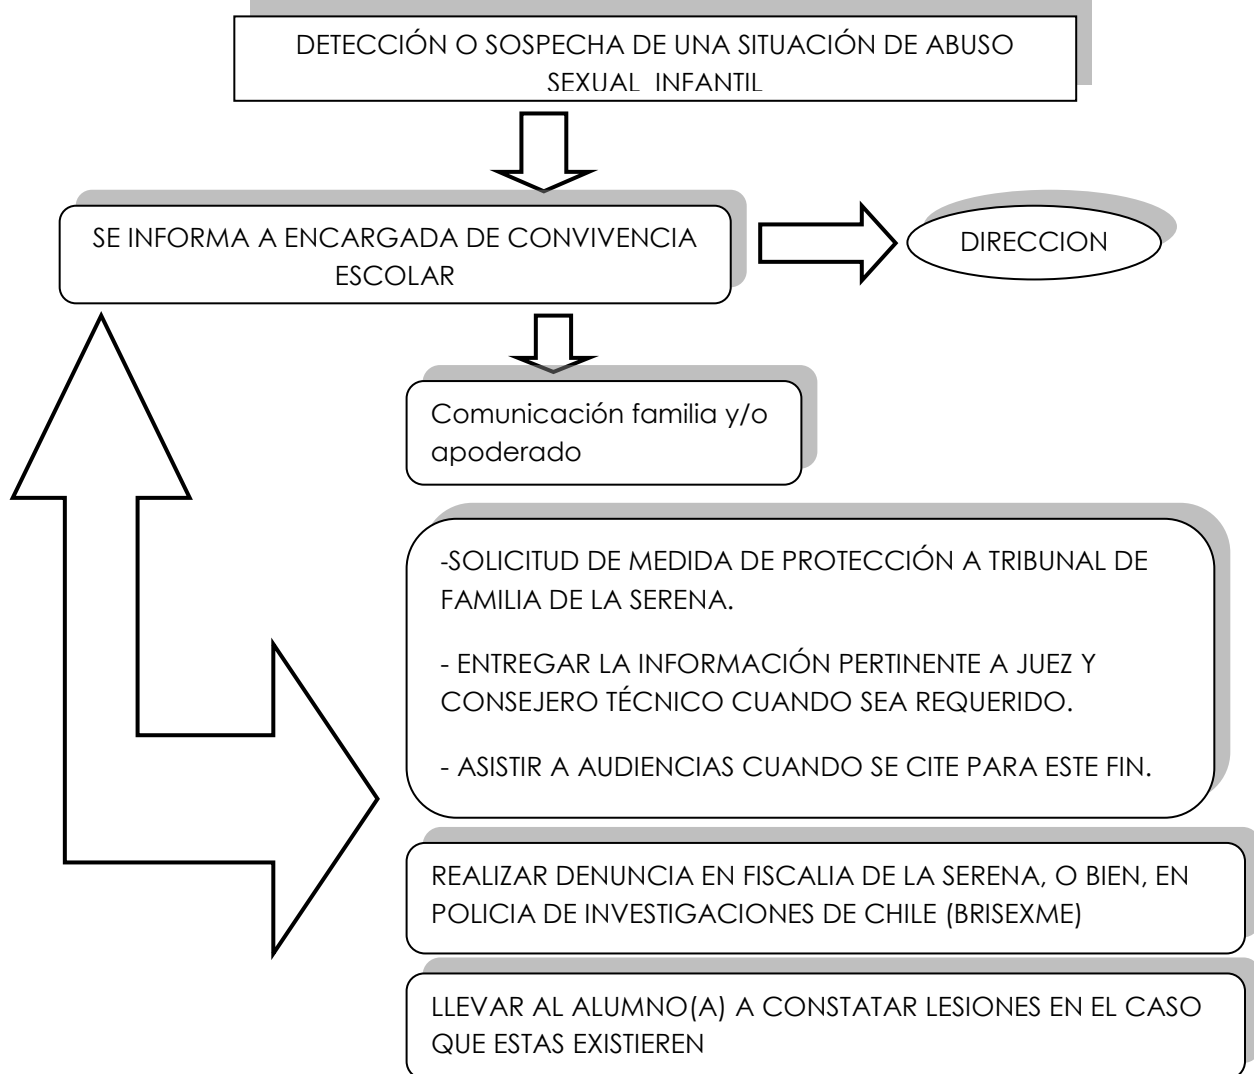 DETECCIÓN O SOSPECHA DE UNA SITUACIÓN DE ABUSO
SEXUAL INFANTIL
SE INFORMA A ENCARGADA DE CONVIVENCIA
ESCOLAR
DIRECCION
Comunicación familia y/o
apoderado
-SOLICITUD DE MEDIDA DE PROTECCIÓN A TRIBUNAL DE
FAMILIA DE LA SERENA.
- ENTREGAR LA INFORMACIÓN PERTINENTE A JUEZ Y
CONSEJERO TÉCNICO CUANDO SEA REQUERIDO.
- ASISTIR A AUDIENCIAS CUANDO SE CITE PARA ESTE FIN.
REALIZAR DENUNCIA EN FISCALIA DE LA SERENA, O BIEN, EN
POLICIA DE INVESTIGACIONES DE CHILE (BRISEXME)
LLEVAR AL ALUMNO(A) A CONSTATAR LESIONES EN EL CASO
QUE ESTAS EXISTIEREN